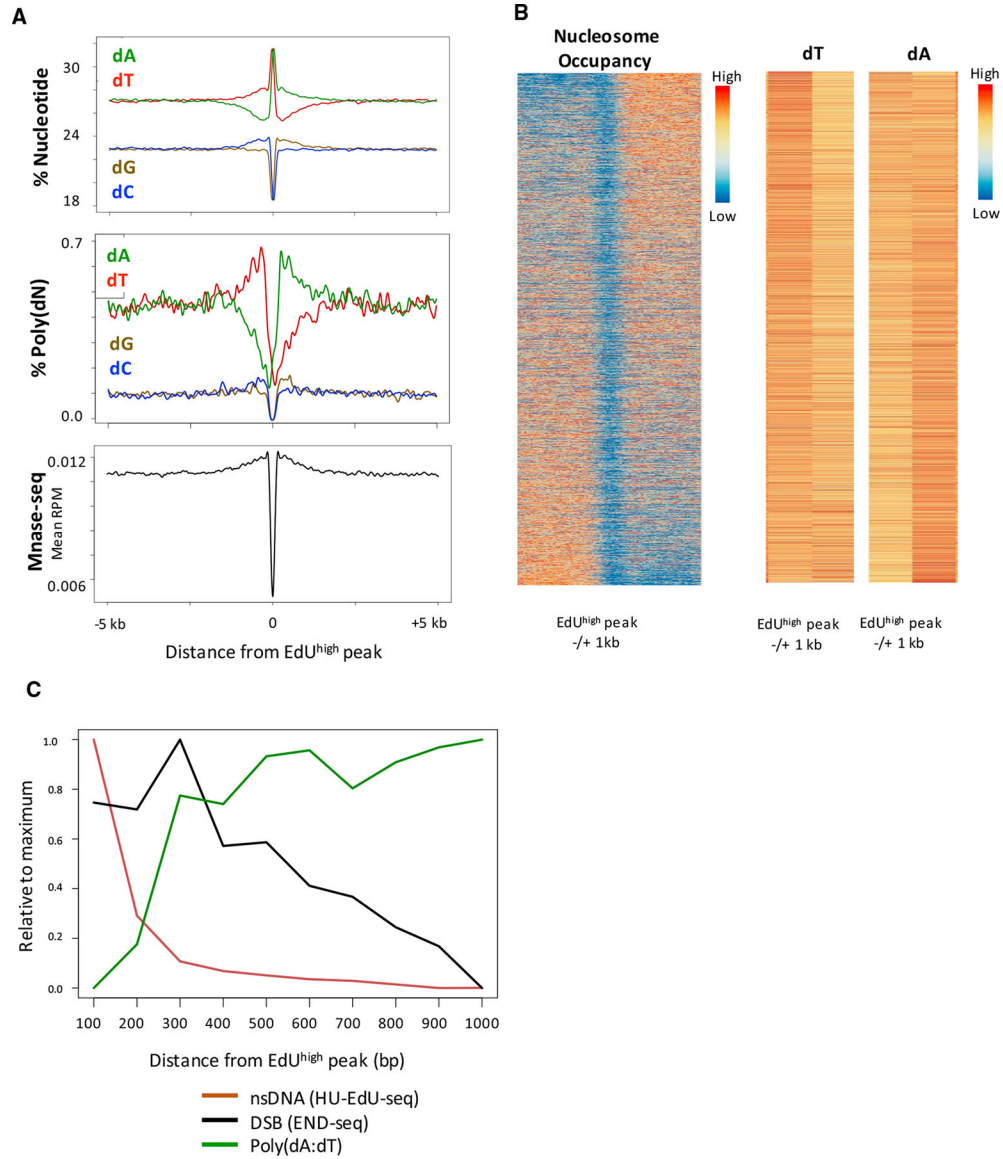 A
dA
dT
dG
dC
30
24
18
% Nucleotide
dA
dT
dG
dC
0.7
0.0
% Poly(dN)
0.012
0.006
Mnase-seq
Mean RPM
-5 kb
0
+5 kb
Distance from EdUhigh peak
B
Nucleosome
Occupancy
High
Low
dT
dA
High
Low
EdUhigh peak
-/+ 1kb
EdUhigh peak
-/+ 1 kb
EdUhigh peak
-/+ 1 kb
C
1.0
0.8
0.6
0.4
0.2
0.0
Relative to maximum
100 200 300 400 500 600 700 800 900 1000
Distance from EdUhigh peak (bp)
nsDNA (HU-EdU-seq)
DSB (END-seq)
Poly(dA:dT)